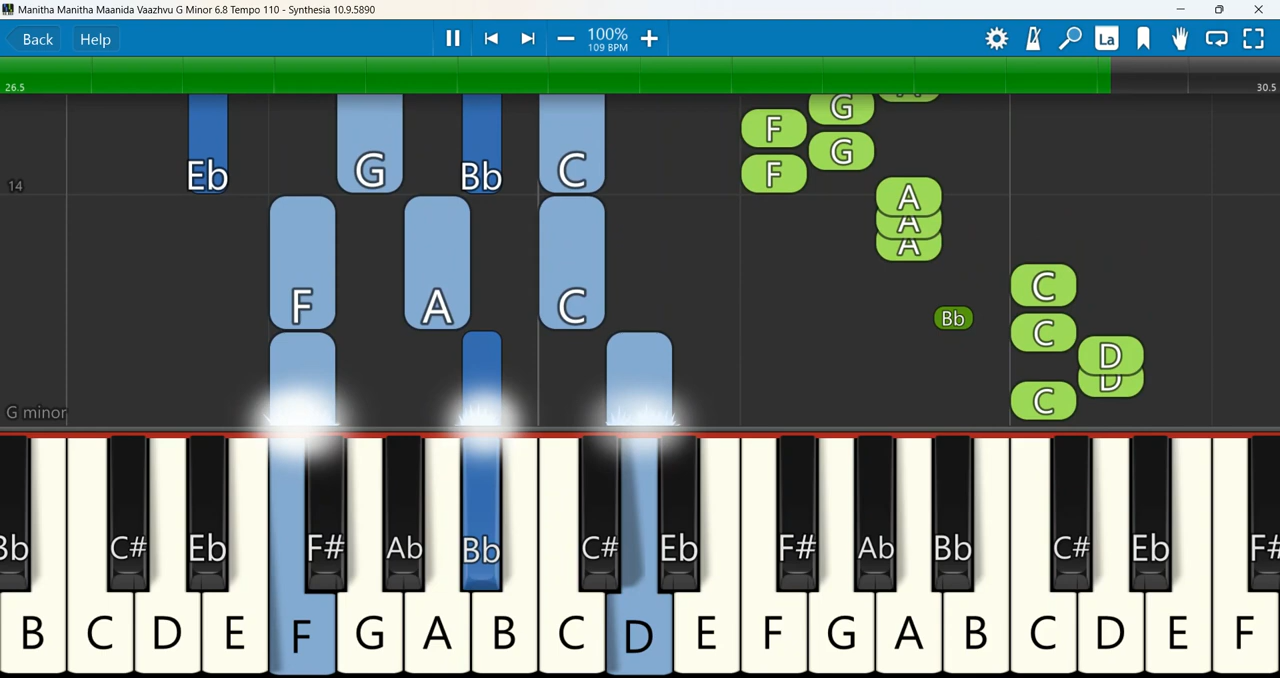 Manitha Manitha Maanida Vaazhvu G Minor 6.8 Tempo 110 - Synthesia 10.9.5890
Back Help 100% La
109 BPM
26.5 30.5
F G
G
Eb G Bb C F
14
A
F A
A
C
F A C Bb
C
D
D
C
G minor
C# Eb F# Ab Bb C# Eb F# Ab Bb C# Eb
B C D E F G A B C D E F G A B C D E F